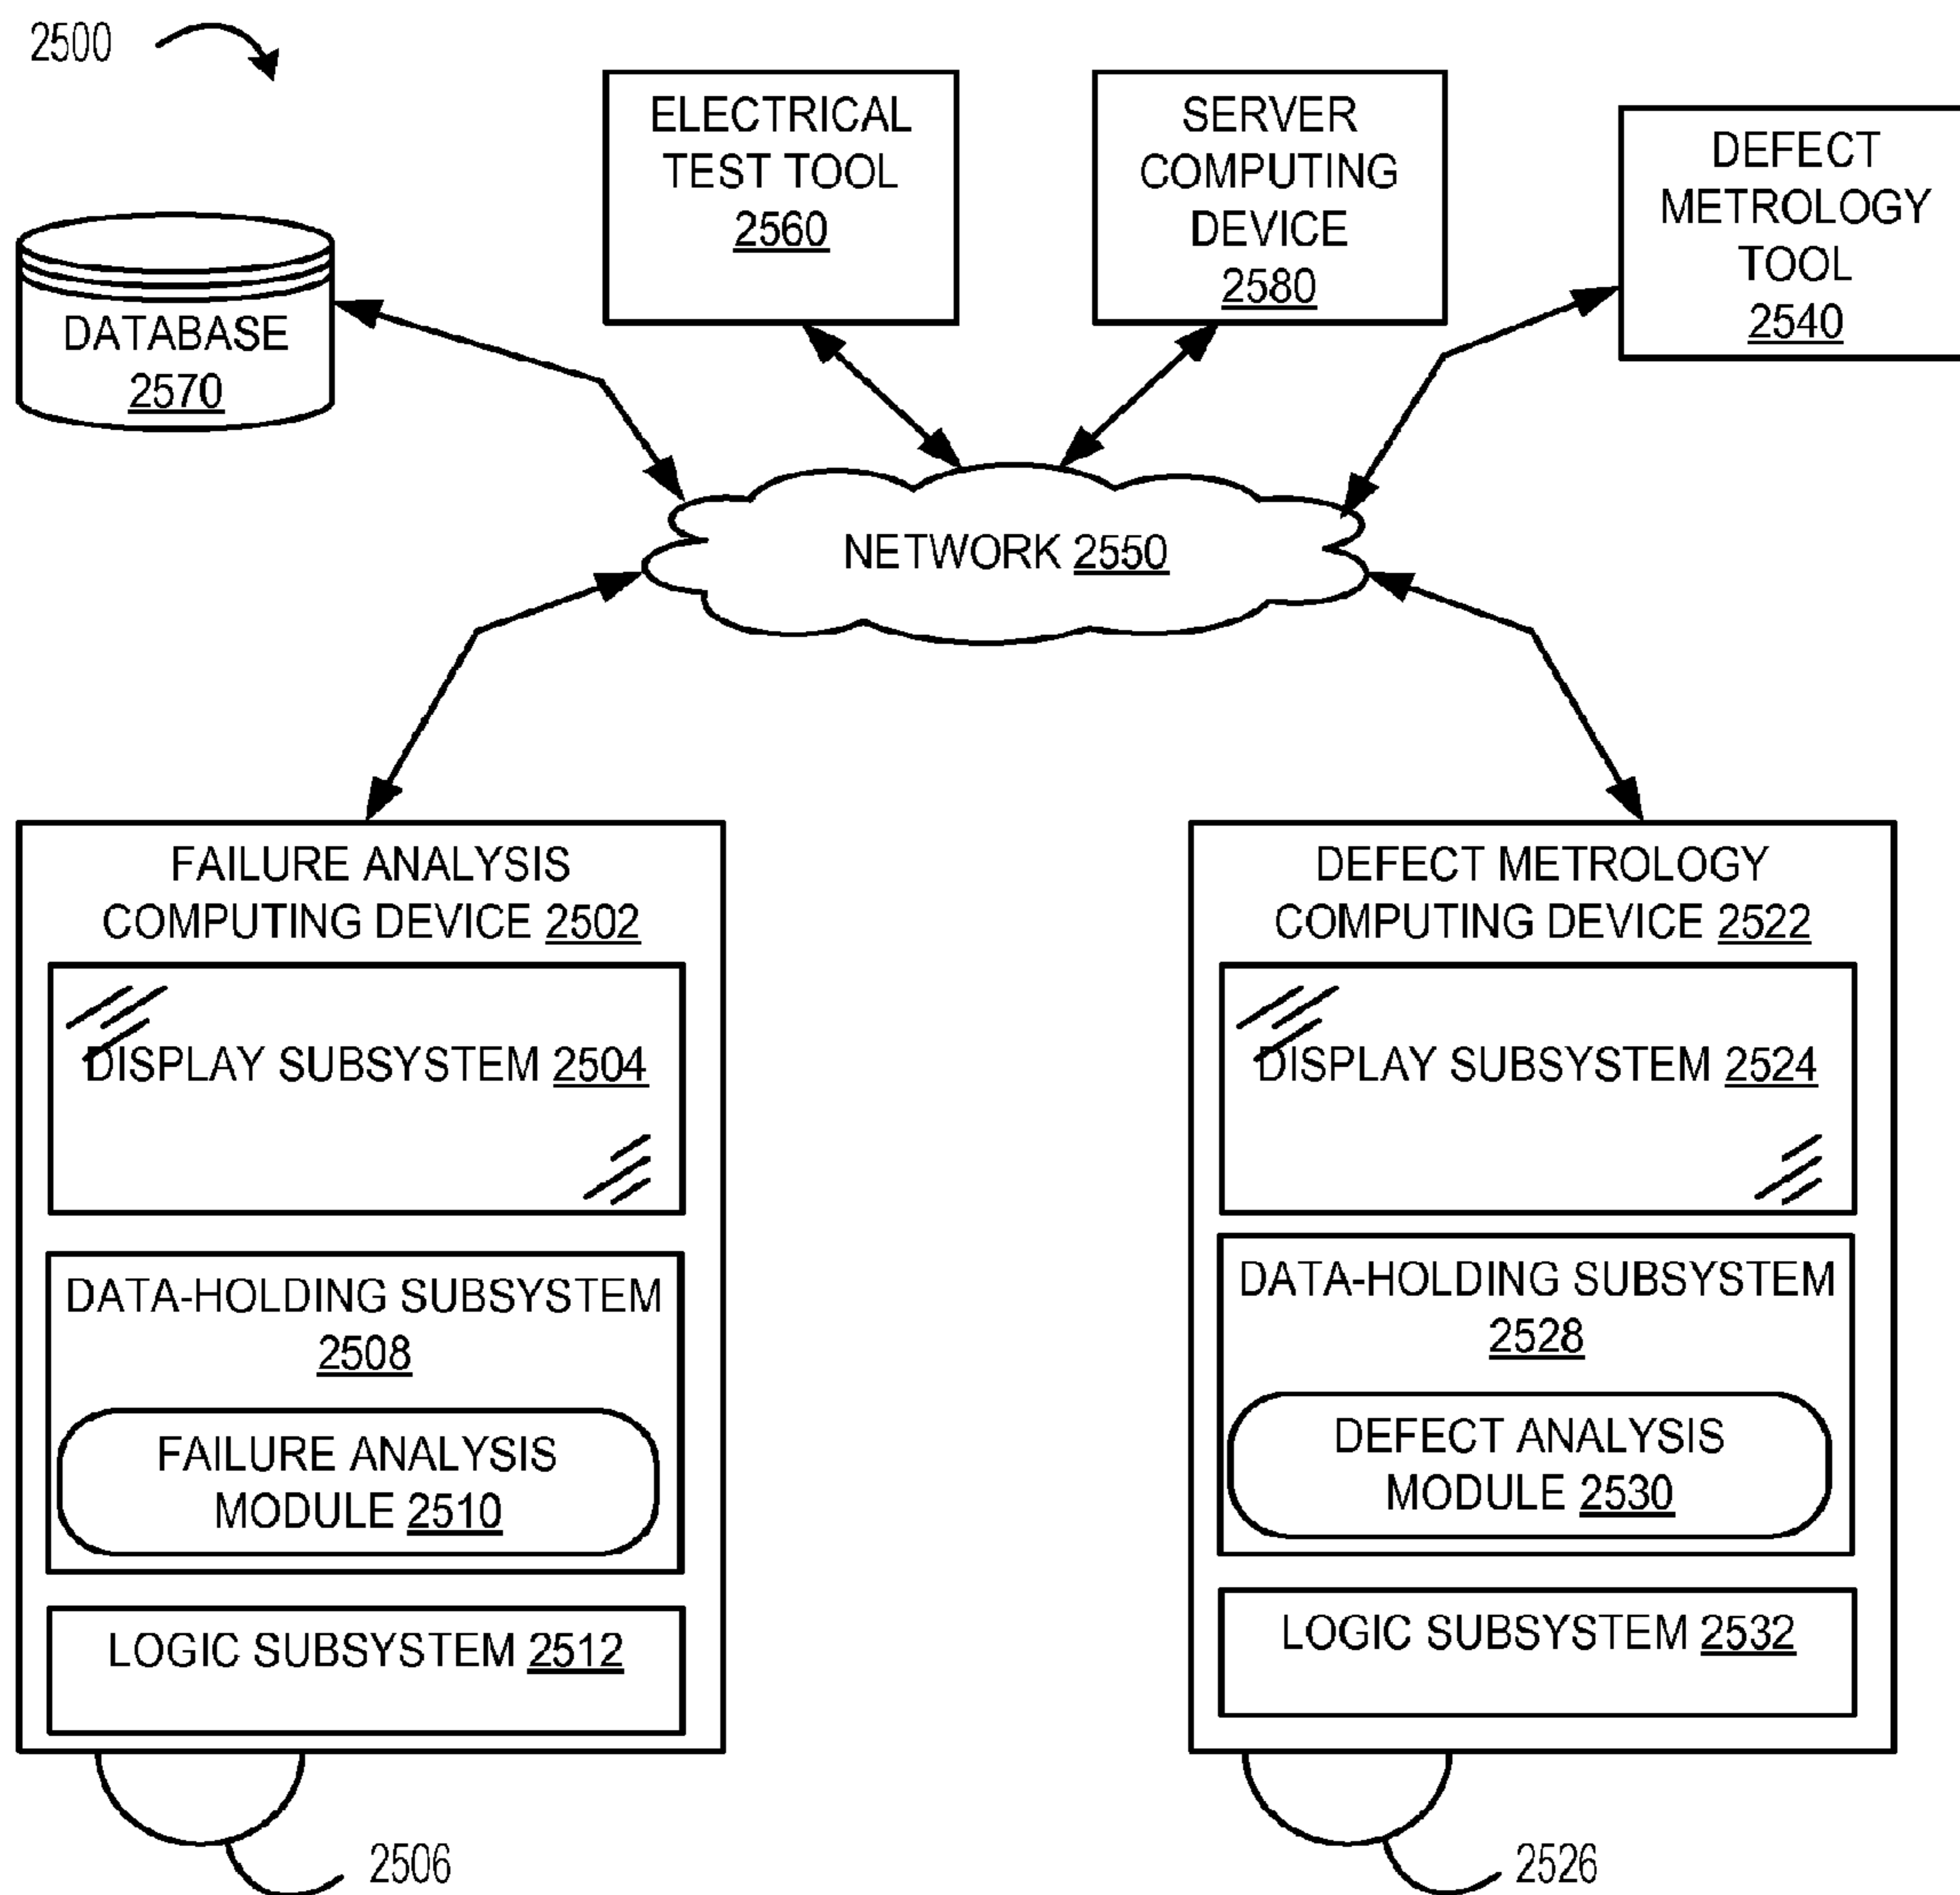 2500
ELECTRICAL
TEST TOOL
2560
SERVER
COMPUTING
DEVICE
2580
DEFECT
METROLOGY
TOOL
2540
DATABASE
2570
NETWORK 2550
FAILURE ANALYSIS
COMPUTING DEVICE 2502
DISPLAY SUBSYSTEM 2504
DATA-HOLDING SUBSYSTEM
2508
FAILURE ANALYSIS
MODULE 2510
LOGIC SUBSYSTEM 2512
2506
DEFECT METROLOGY
COMPUTING DEVICE 2522
DISPLAY SUBSYSTEM 2524
DATA-HOLDING SUBSYSTEM
2528
DEFECT ANALYSIS
MODULE 2530
LOGIC SUBSYSTEM 2532
2526